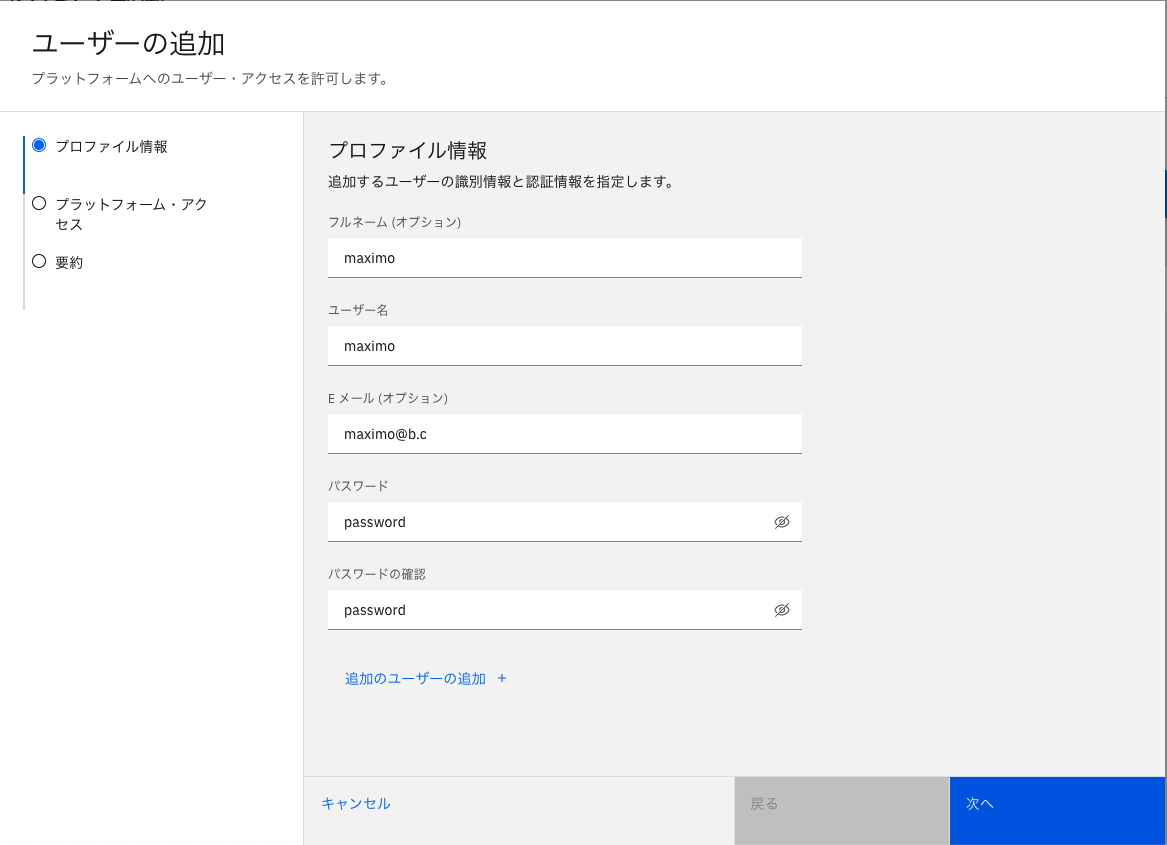 ユーザーの追加
プラットフォームへのユーザー・アクセスを許可します。
プロファイル情報
プラットフォーム・アク
セス
要約
プロファイル情報
追加するユーザーの識別情報と認証情報を指定します。
フルネーム (オプション)
maximo
ユーザー名
maximo
E メール (オプション)
maximo@b.c
パスワード
password
パスワードの確認
password
追加のユーザーの追加 +
キャンセル
戻る
次へ